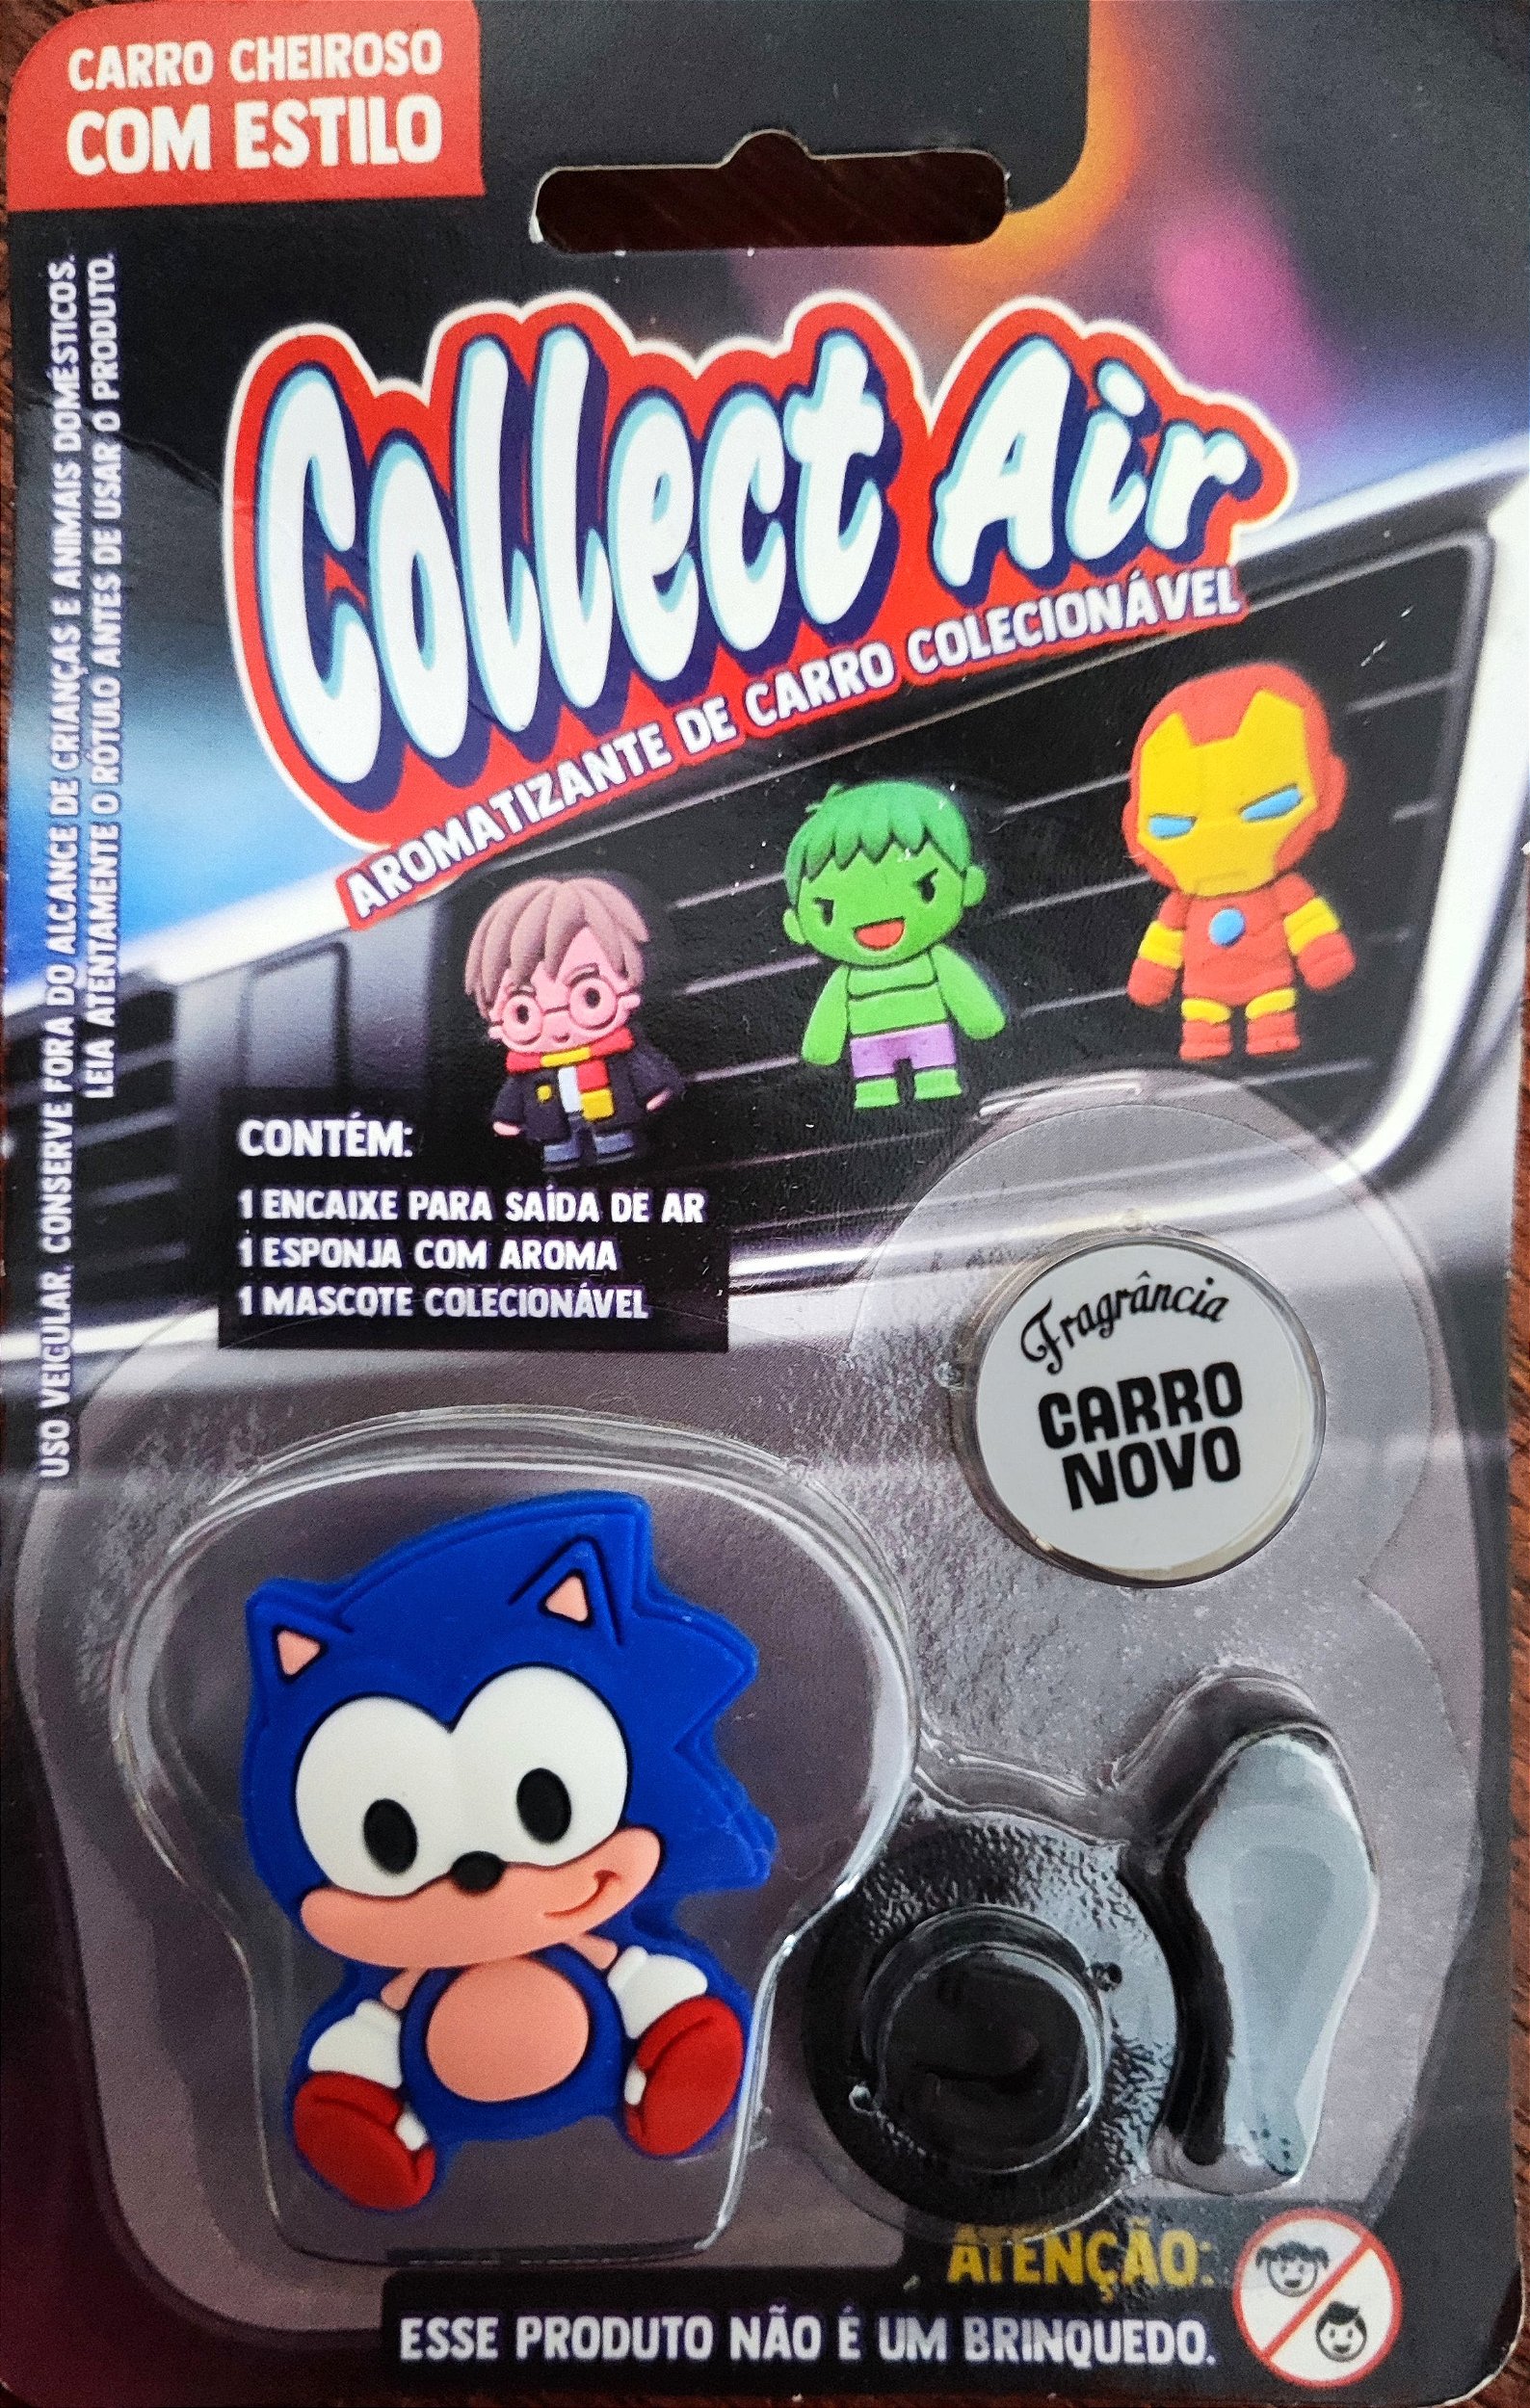 CARRO CHEIROSO
COM ESTILO
USO VEICULAR. CONSERVE FORA DO ALCANCE DE CRIANÇAS E ANIMAIS DOMÉSTICOS.
LEIA ATENTAMENTE O RÓTULO ANTES DE USAR O PRODUTO.
Collect Air
AROMATIZANTE DE CARRO COLECIONÁVEL
CONTÉM:
1 ENCAIXE PARA SAÍDA DE AR
1 ESPONJA COM AROMA
1 MASCOTE COLECIONÁVEL
Fragrância
CARRO
NOVO
ATENÇÃO:
ESSE PRODUTO NÃO É UM BRINQUEDO.